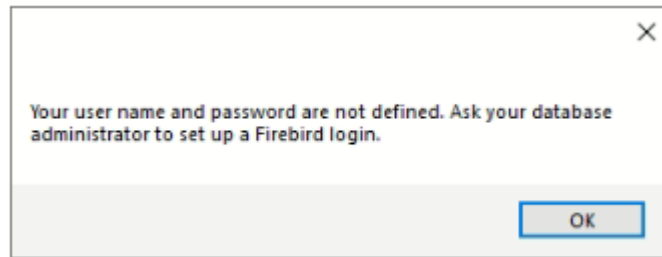 Your user name and password are not defined. Ask your database
administrator to set up a Firebird login.
OK